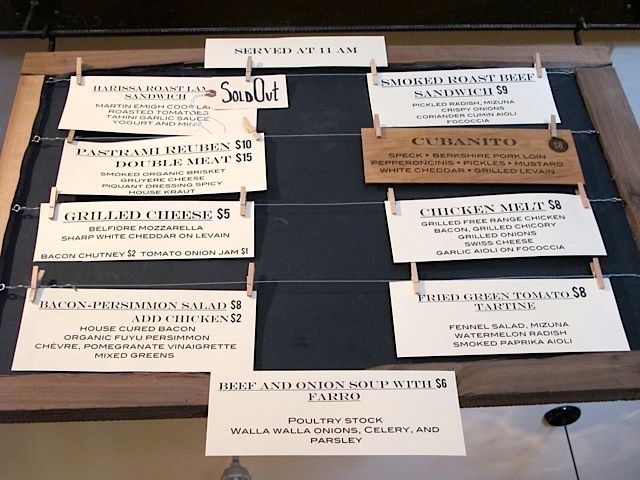 SERVED AT 11 AM
HARISSA ROAST
SANDWICH
MARTIN EMIGH COOP
ROASTED TOMATOES
TAHINI GARLIC SAUCE
YOGURT AND MINT
SOLD OUT
PASTRAMI REUBEN $10
DOUBLE MEAT $15
SMOKED ORGANIC BRISKET
GRUYERE CHEESE
PIQUANT DRESSING SPICY
HOUSE KRAUT
GRILLED CHEESE $5
BELFIORE MOZZARELLA
SHARP WHITE CHEDDAR ON LEVAIN
BACON CHUTNEY $2 TOMATO ONION JAM $1
BACON-PERSIMMON SALAD $8
ADD CHICKEN $2
HOUSE CURED BACON
ORGANIC FUYU PERSIMMON
CHÈVRE, POMEGRANATE VINAIGRETTE
MIXED GREENS
SMOKED ROAST BEEF
SANDWICH $9
PICKLED RADISH, MIZUNA
CRISPY ONIONS
CORIANDER CUMIN AIOLI
FOCOCCIA
CUBANITO $8
SPECK • BERKSHIRE PORK LOIN
PEPPERONCINIS • PICKLES • MUSTARD
WHITE CHEDDAR • GRILLED LEVAIN
CHICKEN MELT $8
GRILLED FREE RANGE CHICKEN
BACON, GRILLED CHICORY
GRILLED ONIONS
SWISS CHEESE
GARLIC AIOLI ON FOCOCCIA
FRIED GREEN TOMATO $8
TARTINE
FENNEL SALAD, MIZUNA
WATERMELON RADISH
SMOKED PAPRIKA AIOLI
BEEF AND ONION SOUP WITH $6
FARRO
POULTRY STOCK
WALLA WALLA ONIONS, CELERY, AND
PARSLEY